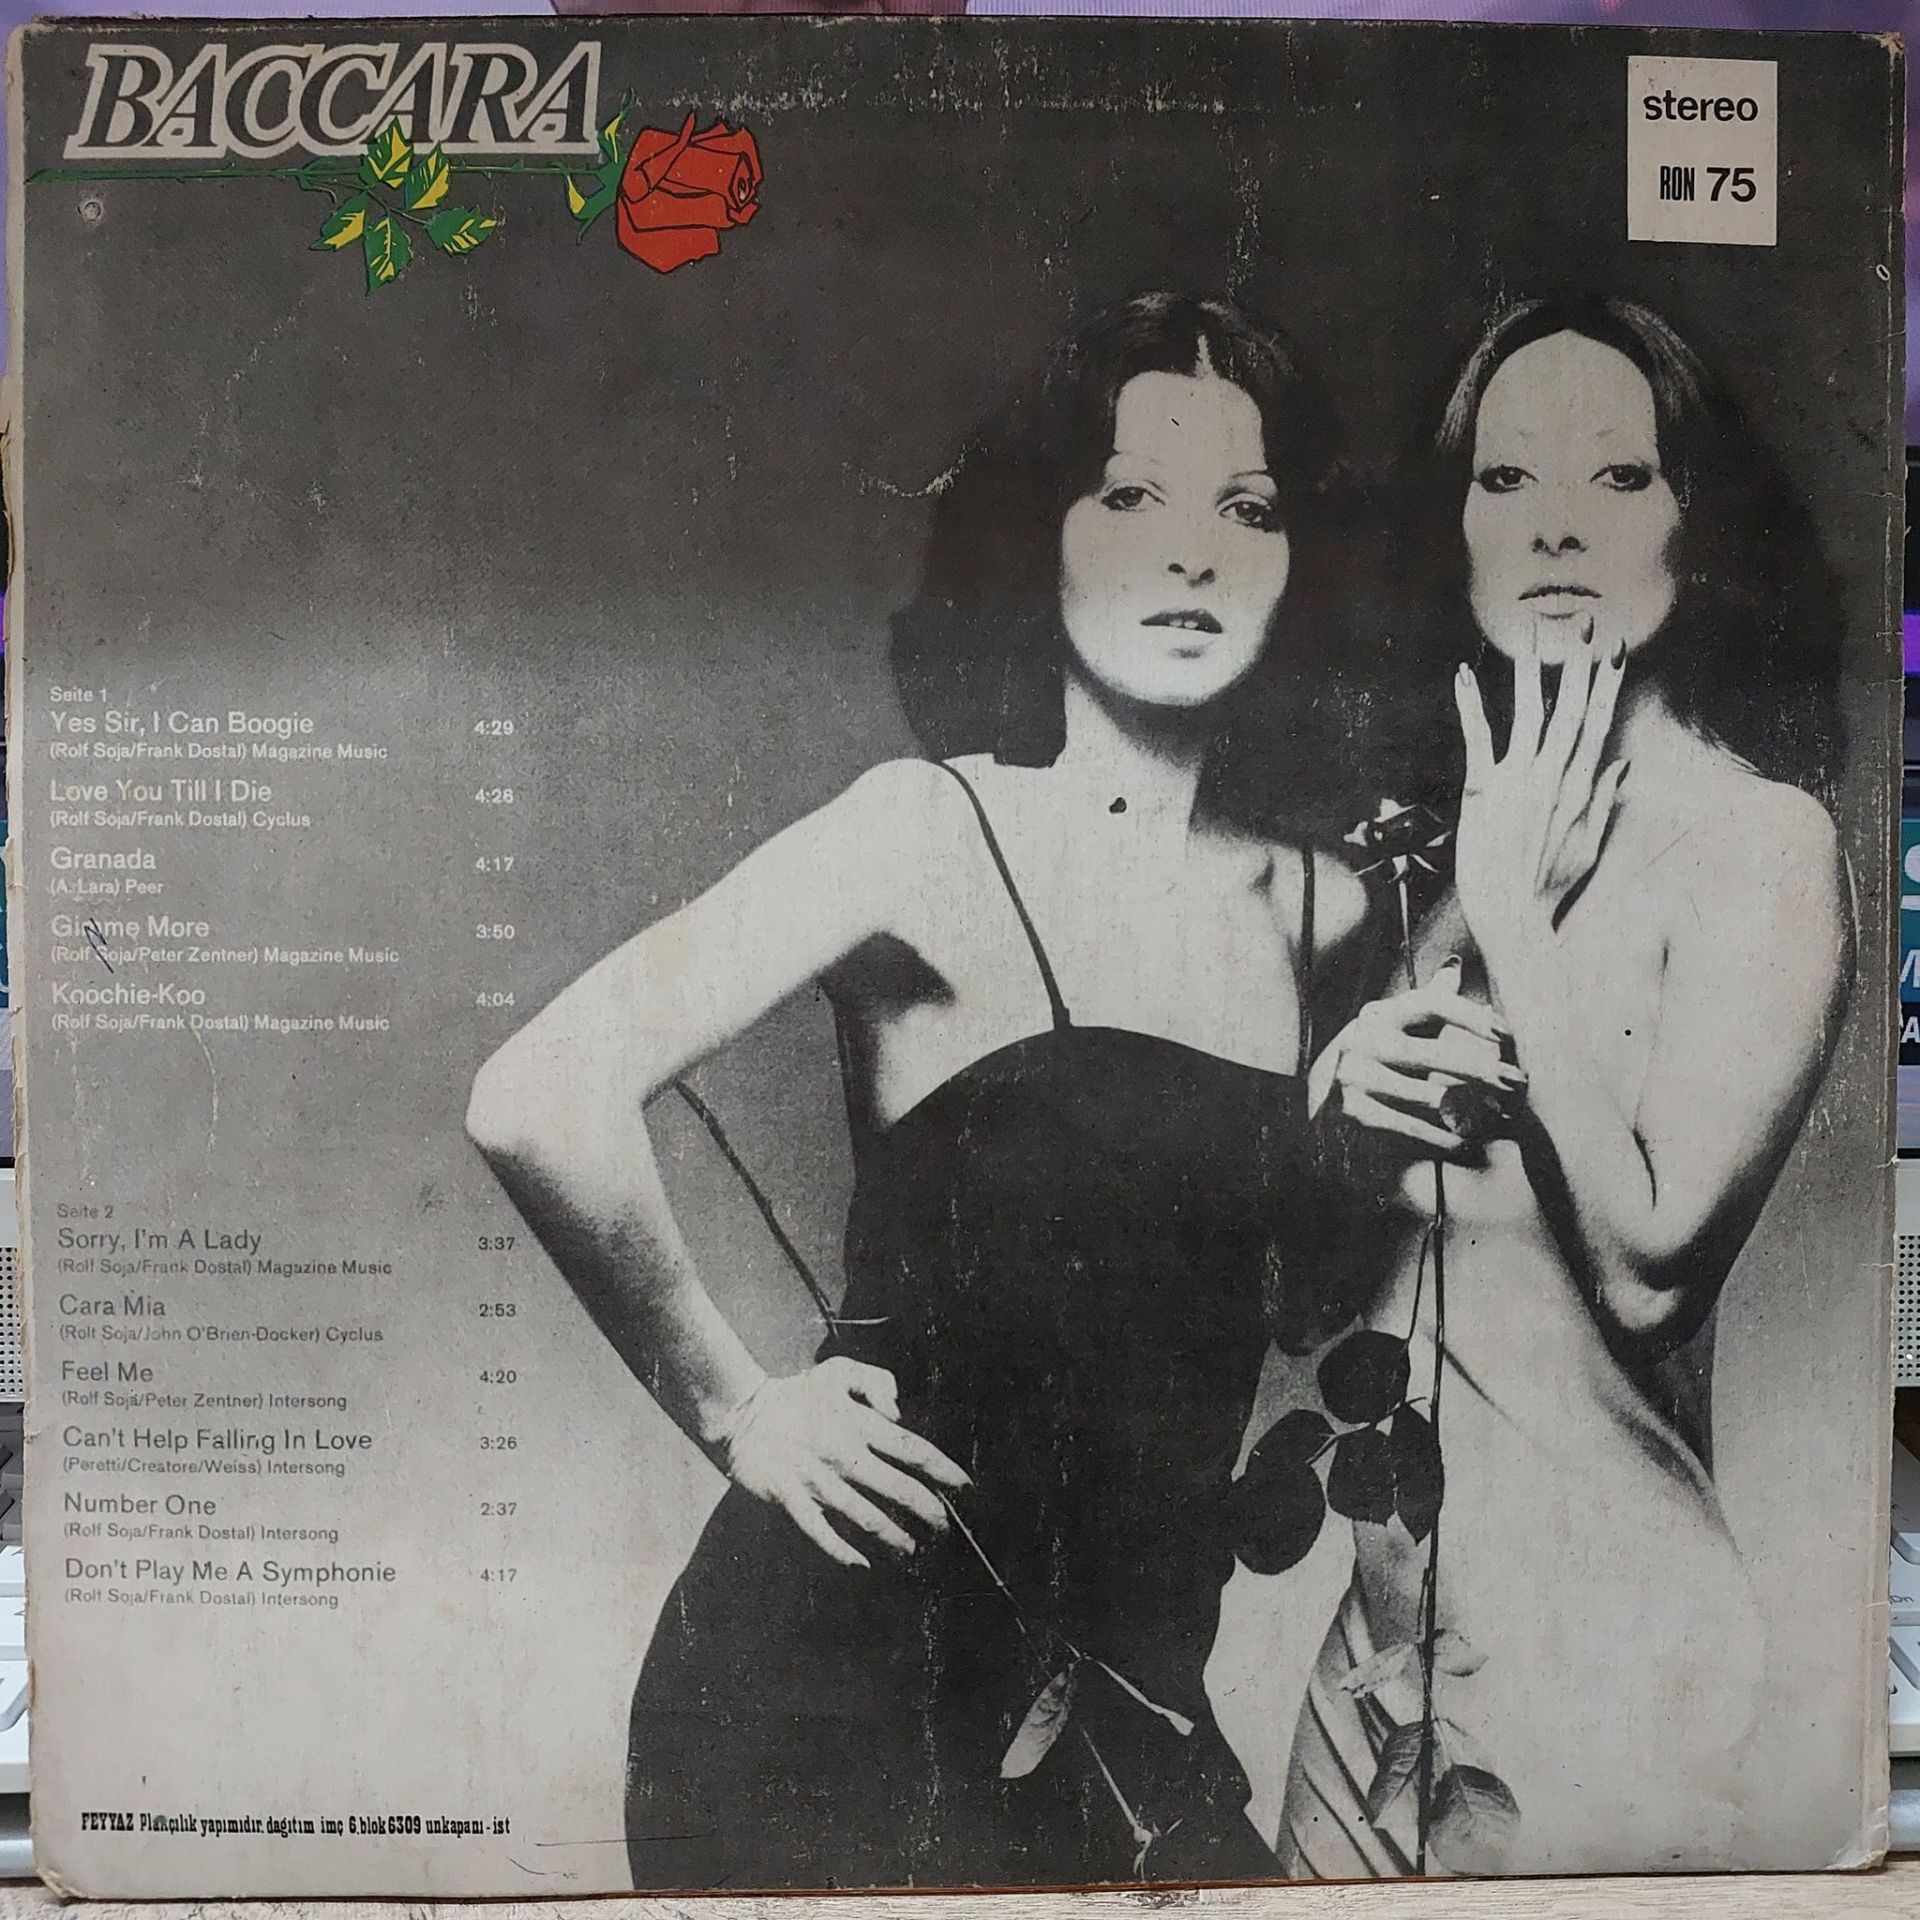 BACCARA
stereo
RON 75
Seite 1
Yes Sir, I Can Boogie 4:29
(Rolf Soja/Frank Dostal) Magazine Music
Love You Till I Die 4:26
(Rolf Soja/Frank Dostal) Cyclus
Granada 4:17
(A. Lara) Peer
Gimme More 3:50
(Rolf Soja/Peter Zentner) Magazine Music
Koochie-Koo 4:04
(Rolf Soja/Frank Dostal) Magazine Music
Seite 2
Sorry, I'm A Lady 3:37
(Rolf Soja/Frank Dostal) Magazine Music
Cara Mia 2:53
(Rolf Soja/John O'Brien-Docker) Cyclus
Feel Me 4:20
(Rolf Soja/Peter Zentner) Intersong
Can't Help Falling In Love 3:26
(Peretti/Creatore/Weiss) Intersong
Number One 2:37
(Rolf Soja/Frank Dostal) Intersong
Don't Play Me A Symphonie 4:17
(Rolf Soja/Frank Dostal) Intersong
FEYYAZ Plakçılık yapımıdır. dagıtım imç 6.blok 6309 unkapanı - ist